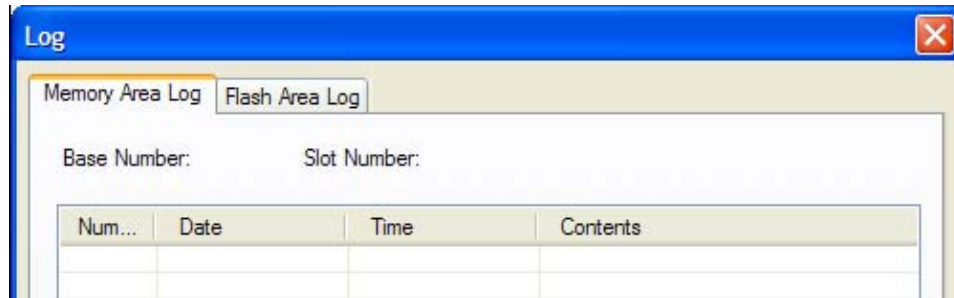 Log
Memory Area Log Flash Area Log
Base Number: Slot Number:
Num... Date Time Contents